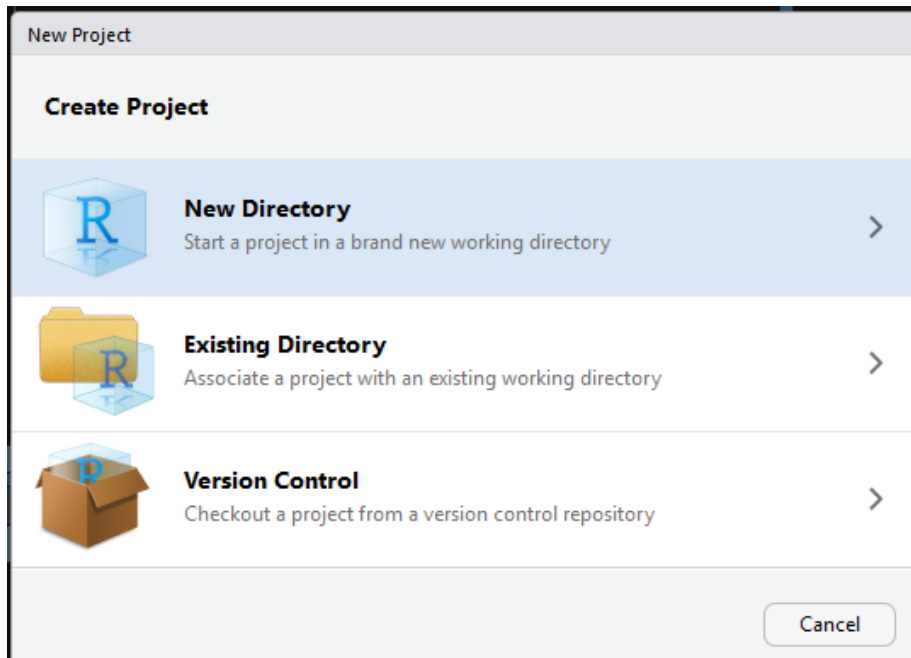 New Project
Create Project
R
New Directory
Start a project in a brand new working directory
R
Existing Directory
Associate a project with an existing working directory
R
Version Control
Checkout a project from a version control repository
Cancel